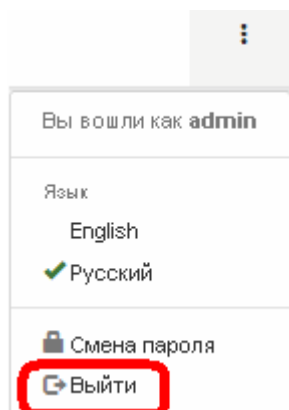 Вы вошли как admin
Язык
English
Русский
Смена пароля
Выйти